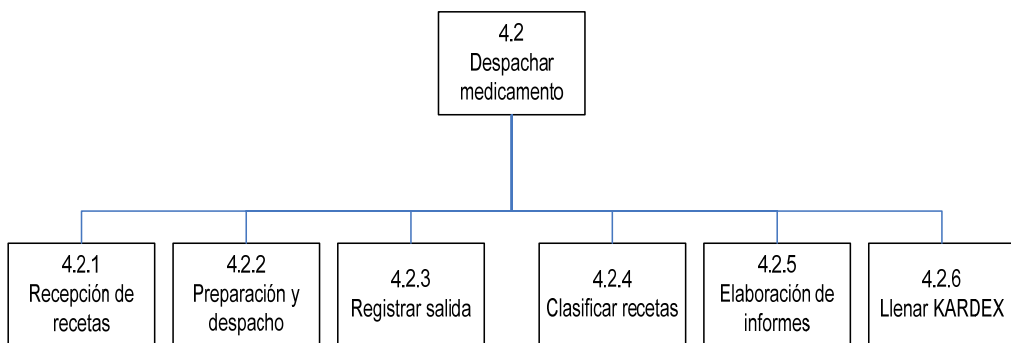 4.2
Despachar
medicamento
4.2.1
Recepción de
recetas
4.2.2
Preparación y
despacho
4.2.3
Registrar salida
4.2.4
Clasificar recetas
4.2.5
Elaboración de
informes
4.2.6
Llenar KARDEX